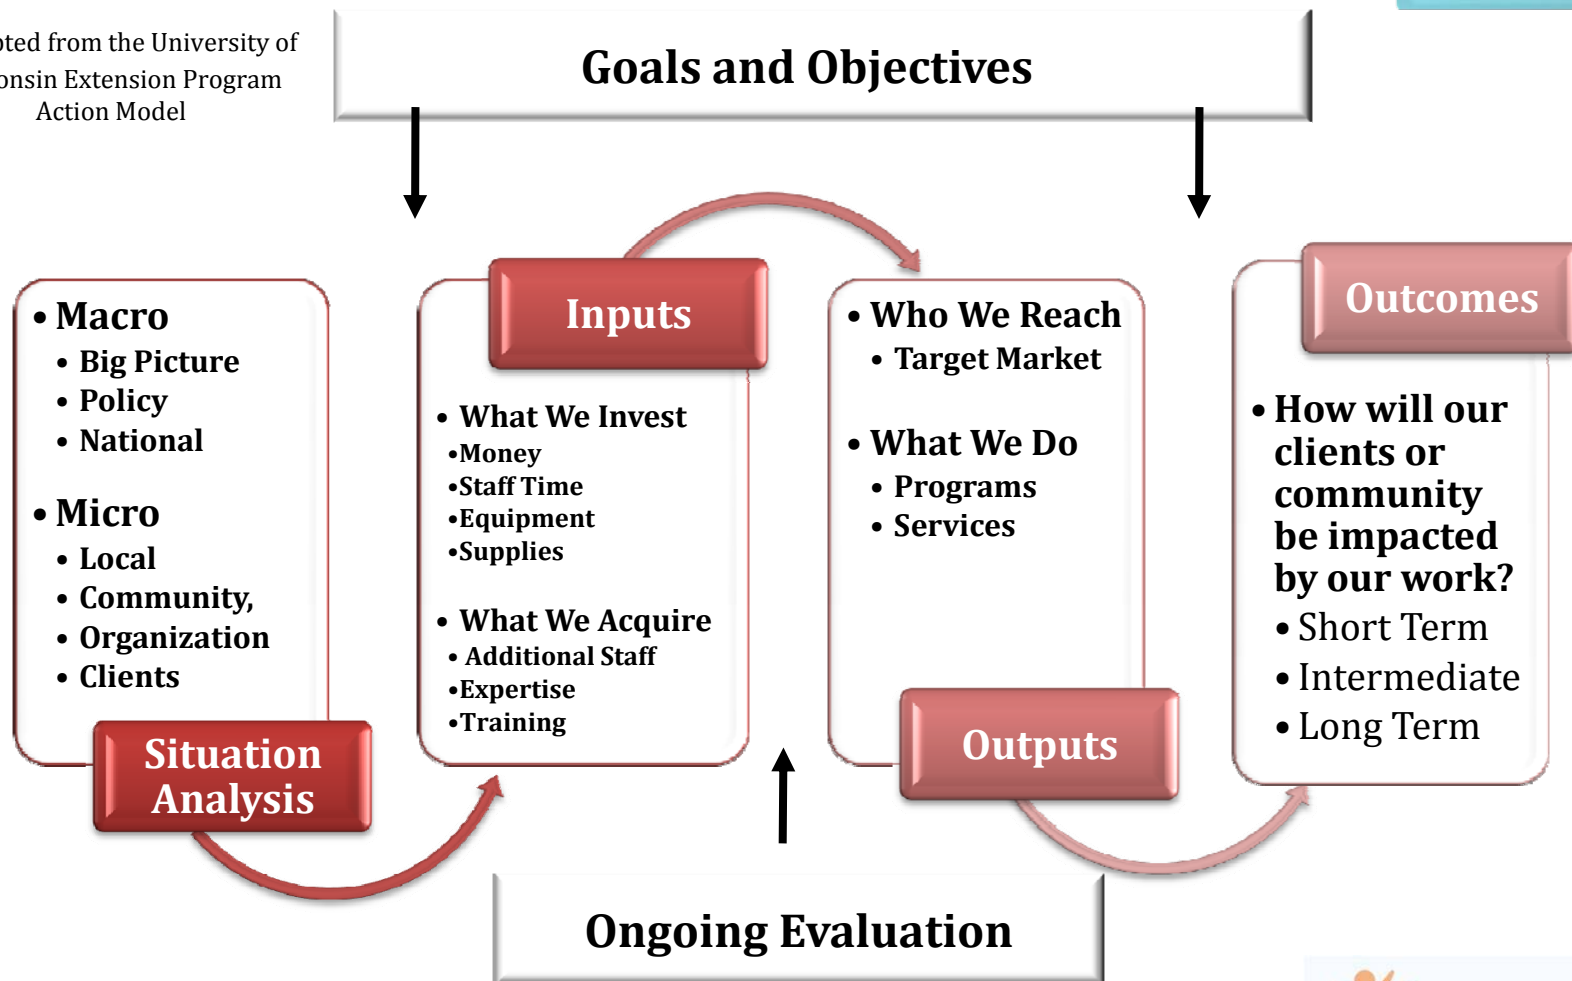 oted from the University of
onsin Extension Program
Action Model
Goals and Objectives
• Macro
• Big Picture
• Policy
• National
• Micro
• Local
• Community,
• Organization
• Clients
Situation
Analysis
Inputs
• What We Invest
•Money
•Staff Time
•Equipment
•Supplies
• What We Acquire
• Additional Staff
•Expertise
•Training
• Who We Reach
• Target Market
• What We Do
• Programs
• Services
Outputs
Outcomes
• How will our
clients or
community
be impacted
by our work?
• Short Term
• Intermediate
• Long Term
Ongoing Evaluation